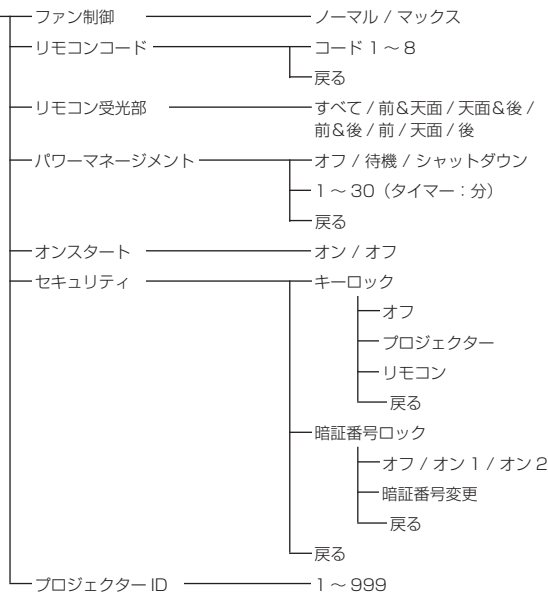 ファン制御 ノーマル / マックス
リモコンコード コード 1 ~ 8
戻る
リモコン受光部 すべて / 前&天面 / 天面&後 /
前&後 / 前 / 天面 / 後
パワーマネージメント オフ / 待機 / シャットダウン
1 ~ 30(タイマー:分)
戻る
オンスタート オン / オフ
セキュリティ キーロック
オフ
プロジェクター
リモコン
戻る
暗証番号ロック
オフ / オン 1 / オン 2
暗証番号変更
戻る
戻る
プロジェクター ID 1 ~ 999